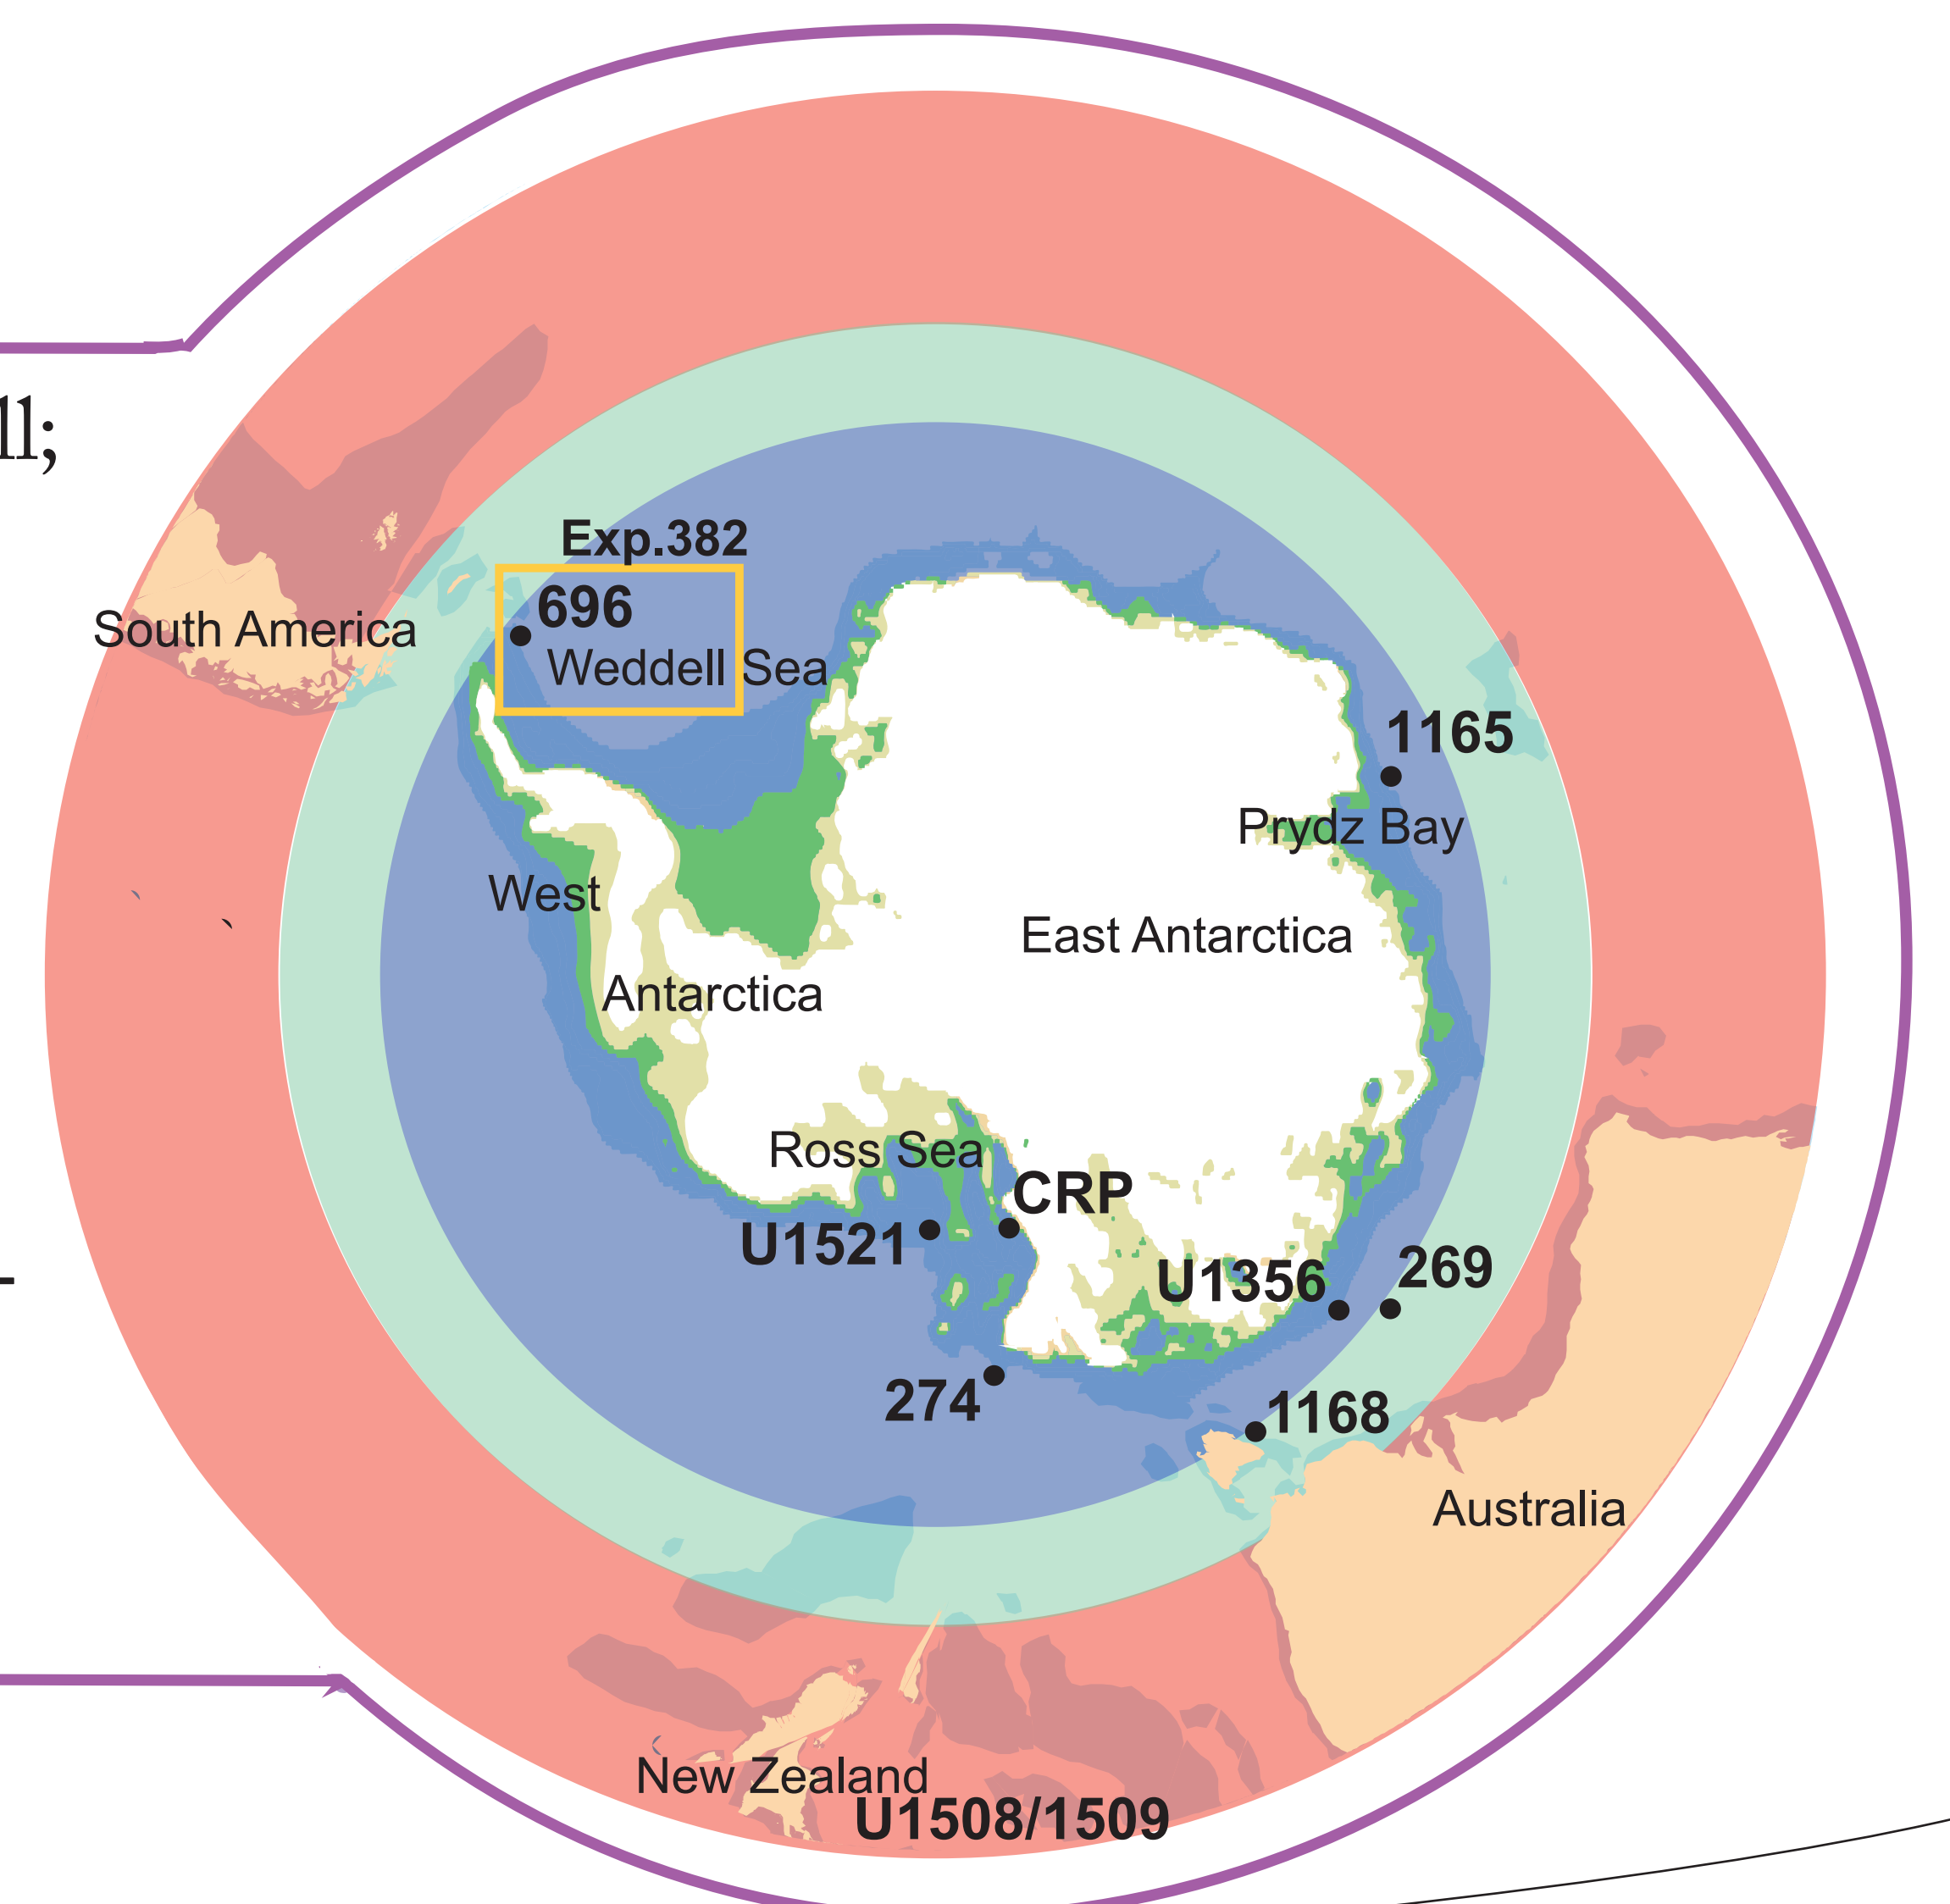 ll;
Exp.382
696
South America
Weddell Sea
1165
Prydz Bay
West
East Antarctica
Antarctica
Ross Sea
CRP
U1521
U1356
269
274
1168
Australia
New Zealand
U1508/1509